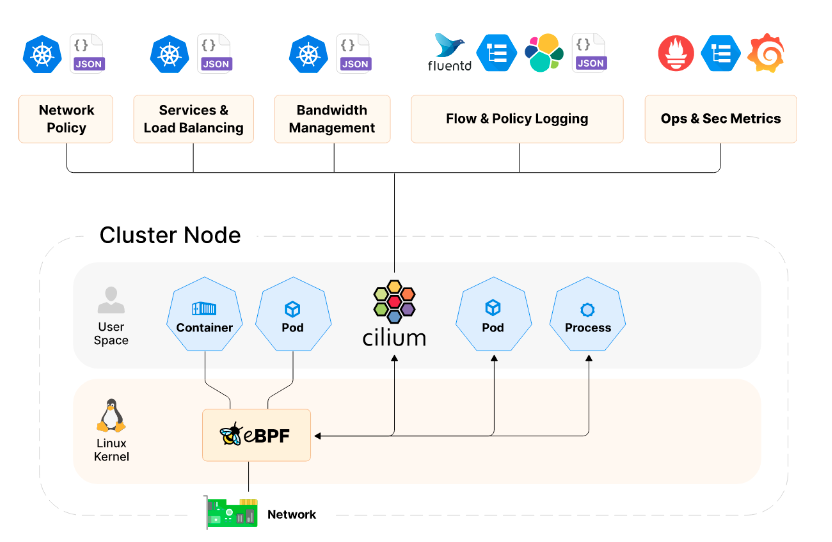 JSON
JSON
JSON
fluentd
JSON
Network
Policy
Services &
Load Balancing
Bandwidth
Management
Flow & Policy Logging
Ops & Sec Metrics
Cluster Node
User
Space
Container
Pod
cilium
Pod
Process
Linux
Kernel
eBPF
Network